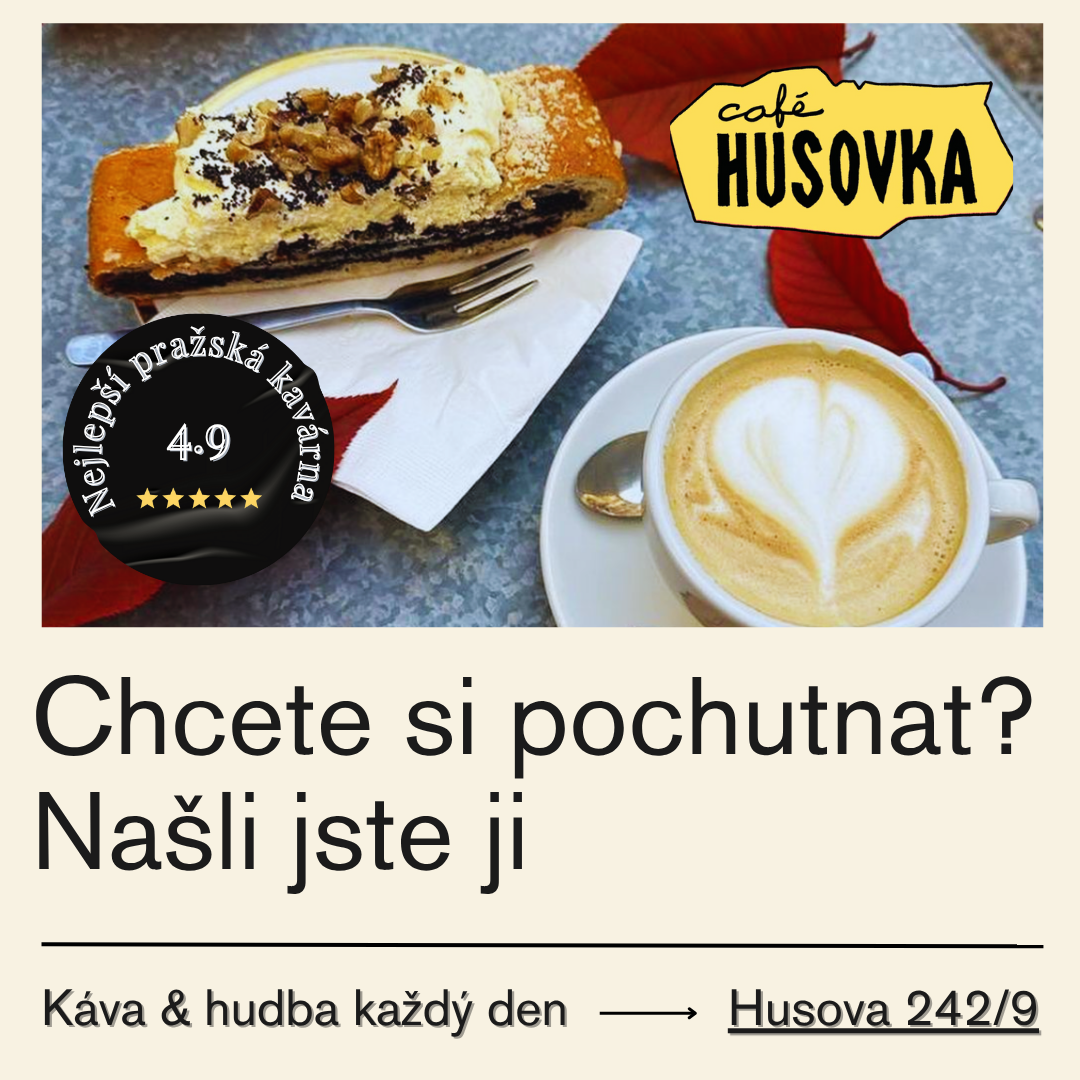 café
HUSOVKA
Nejlepší pražská kavárna
4.9
Chcete si pochutnat?
Našli jste ji
Káva & hudba každý den
Husova 242/9